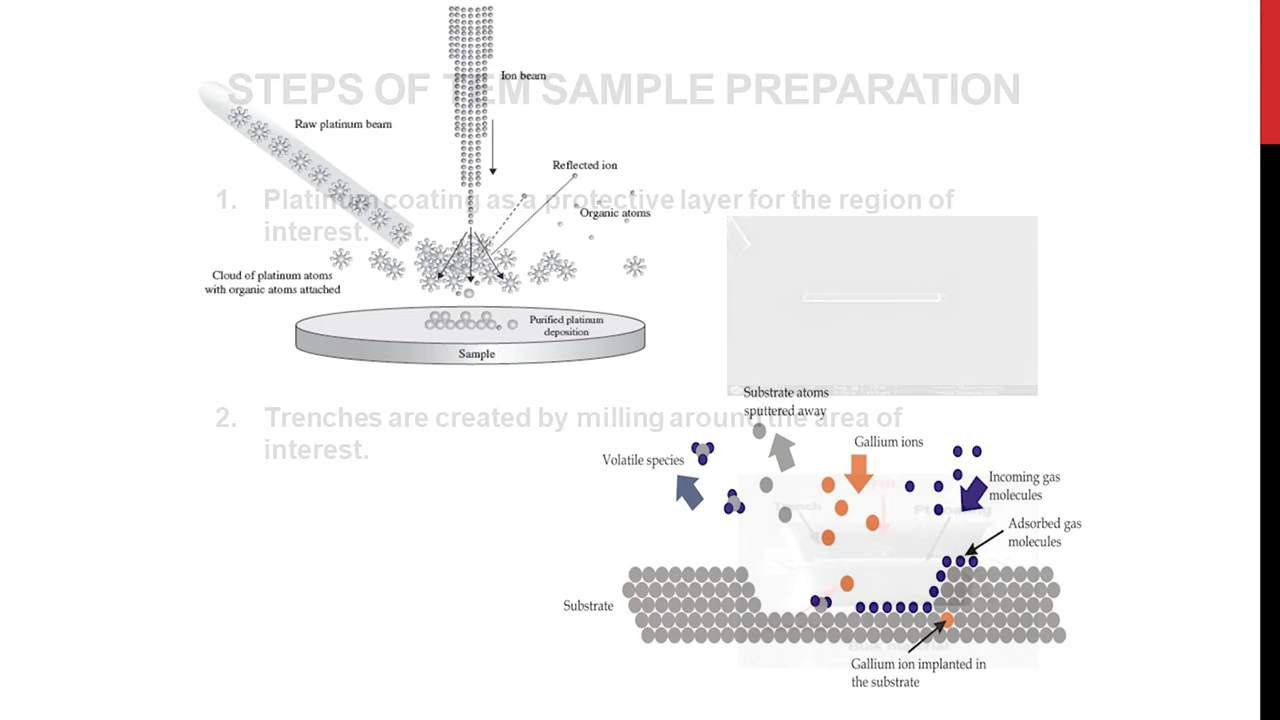 STEPS OF TEM SAMPLE PREPARATION
Ion beam
Raw platinum beam
Reflected ion
1. Platinum coating as a protective layer for the region of
interest.
Organic atoms
Cloud of platinum atoms
with organic atoms attached
Purified platinum
deposition
Sample
2. Trenches are created by milling around the area of
interest.
Substrate atoms
sputtered away
Gallium ions
Volatile species
Incoming gas
molecules
Trench
Adsorbed gas
molecules
Substrate
Bulk material
Gallium ion implanted in
the substrate